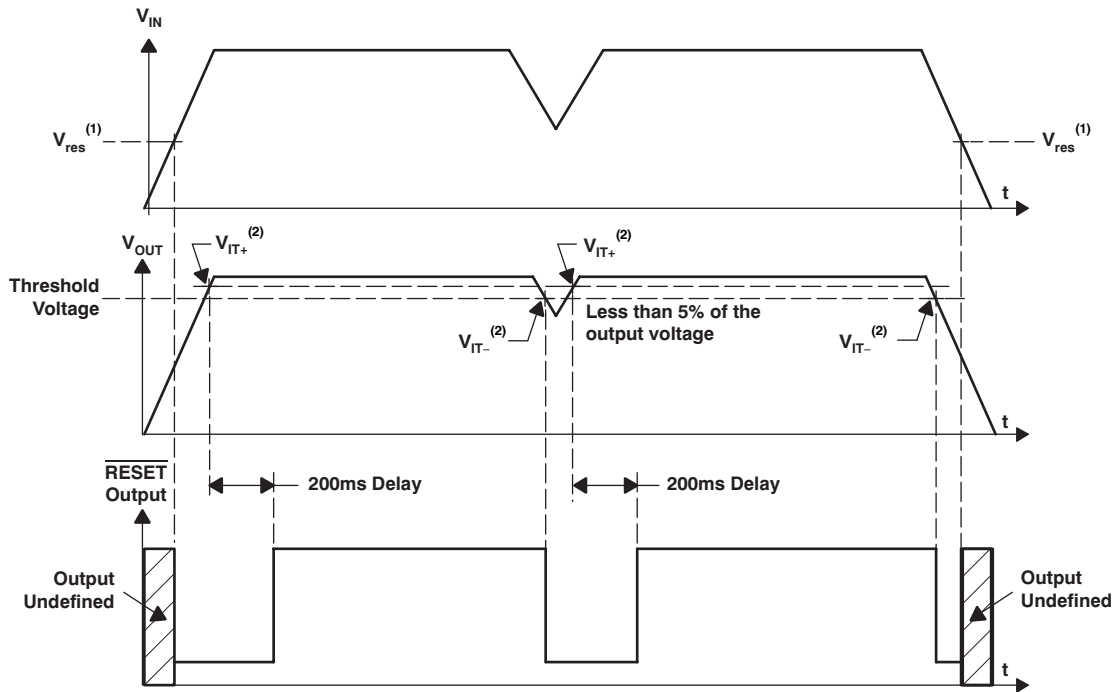 V_IN
V_res^(1)
V_res^(1)
t
V_OUT
V_IT+^(2)
V_IT+^(2)
Threshold
Voltage
Less than 5% of the
output voltage
V_IT–^(2)
V_IT–^(2)
t
RESET
Output
200ms Delay
200ms Delay
Output
Undefined
Output
Undefined
t